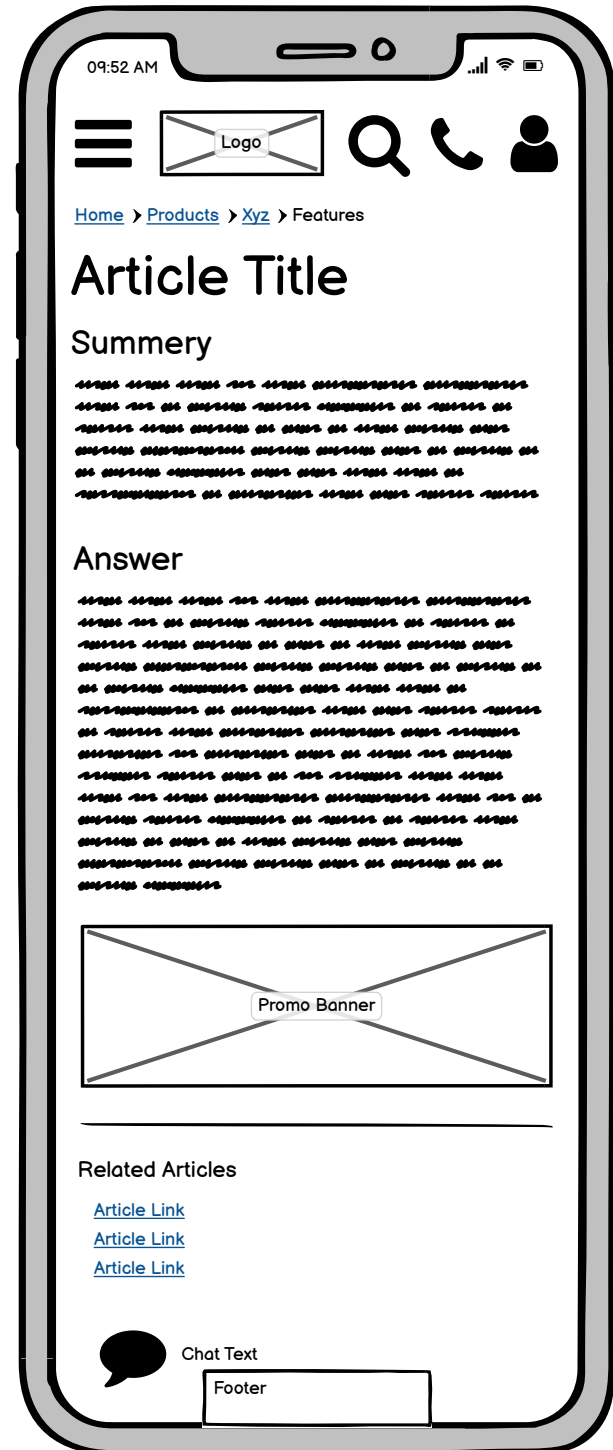 09:52 AM
Logo
Home Products Xyz Features
Article Title
Summery
Answer
Promo Banner
Related Articles
Article Link
Article Link
Article Link
Chat Text
Footer